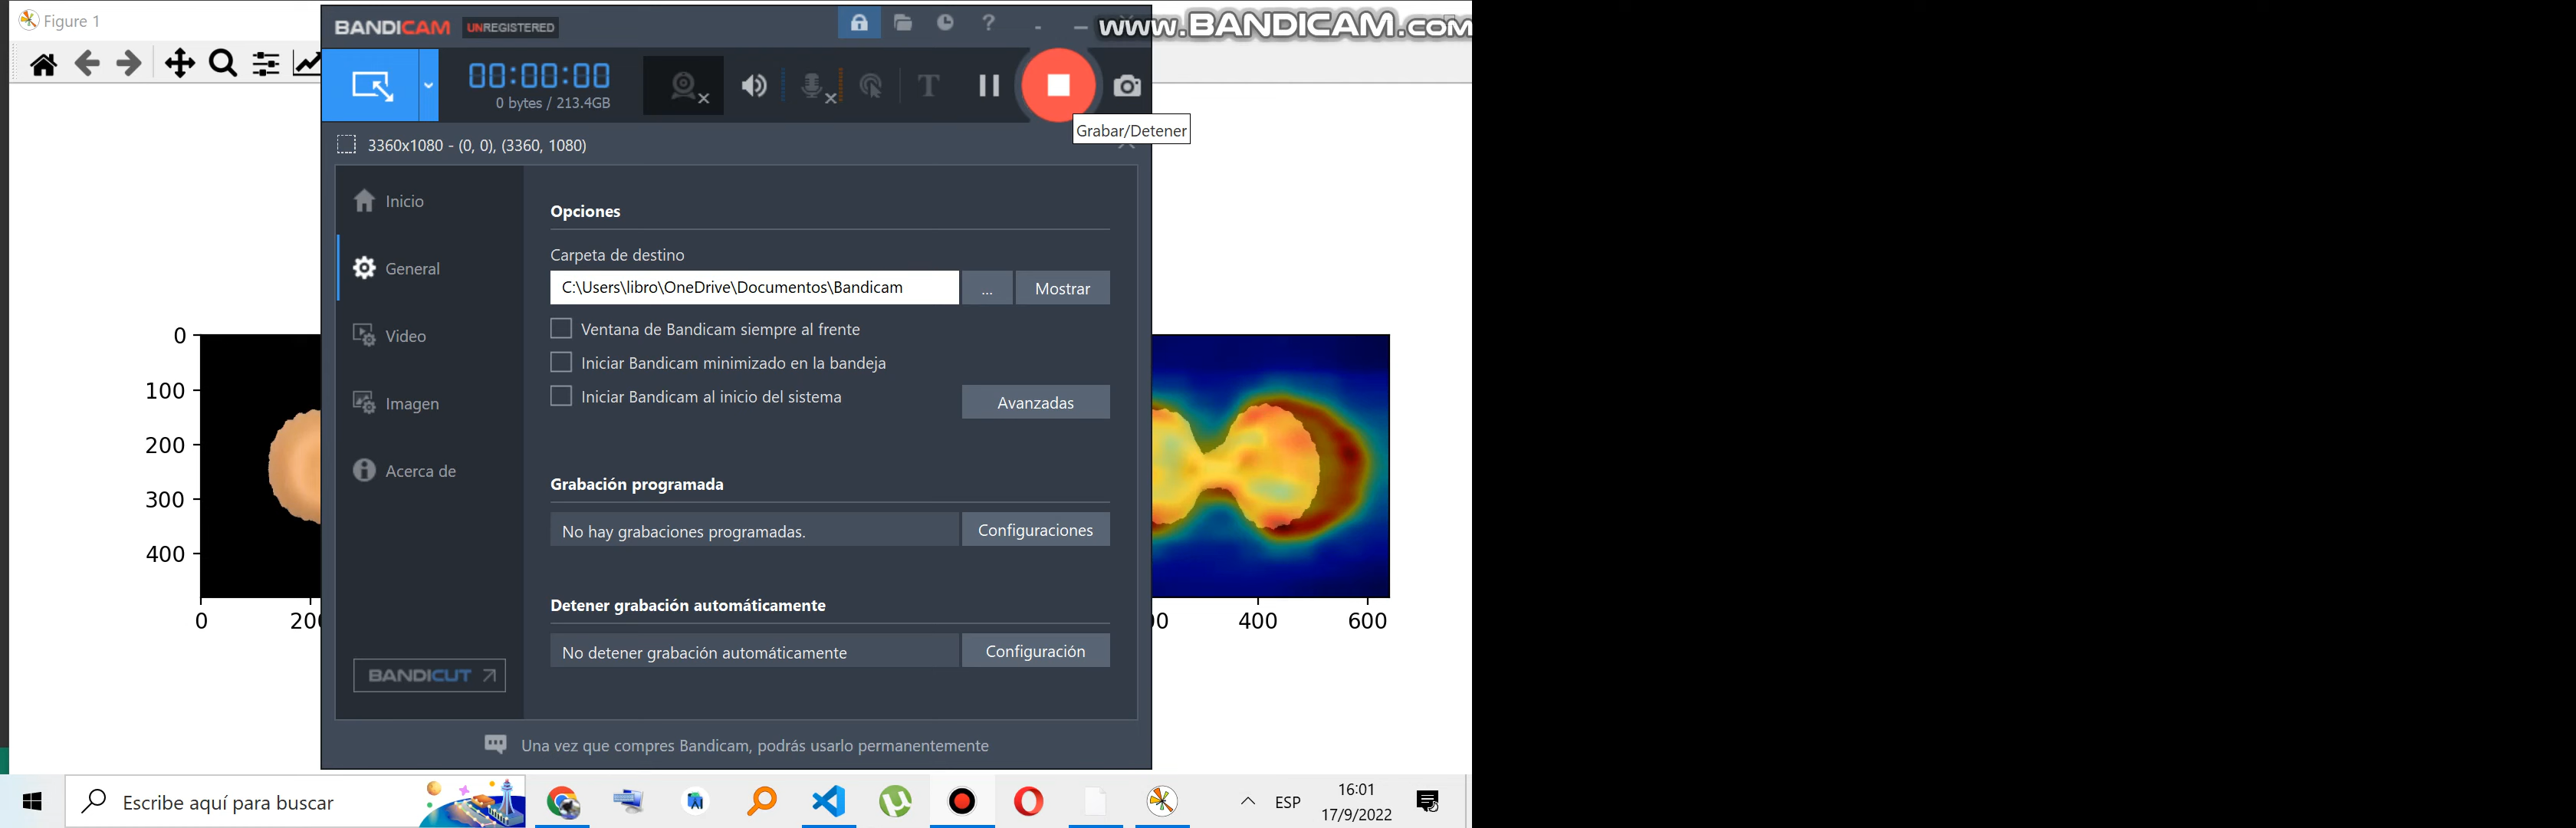 Figure 1
BANDICAM UNREGISTERED
www.BANDICAM.com
00:00:00
0 bytes / 213.4GB
T
Grabar/Detener
3360x1080 - (0, 0), (3360, 1080)
Inicio
General
Video
Imagen
Acerca de
BANDICUT
Opciones
Carpeta de destino
C:\Users\libro\OneDrive\Documentos\Bandicam
...
Mostrar
Ventana de Bandicam siempre al frente
Iniciar Bandicam minimizado en la bandeja
Iniciar Bandicam al inicio del sistema
Avanzadas
Grabación programada
No hay grabaciones programadas.
Configuraciones
Detener grabación automáticamente
No detener grabación automáticamente
Configuración
Una vez que compres Bandicam, podrás usarlo permanentemente
0
100
200
300
400
0
400
600
Escribe aquí para buscar
ESP
16:01
17/9/2022